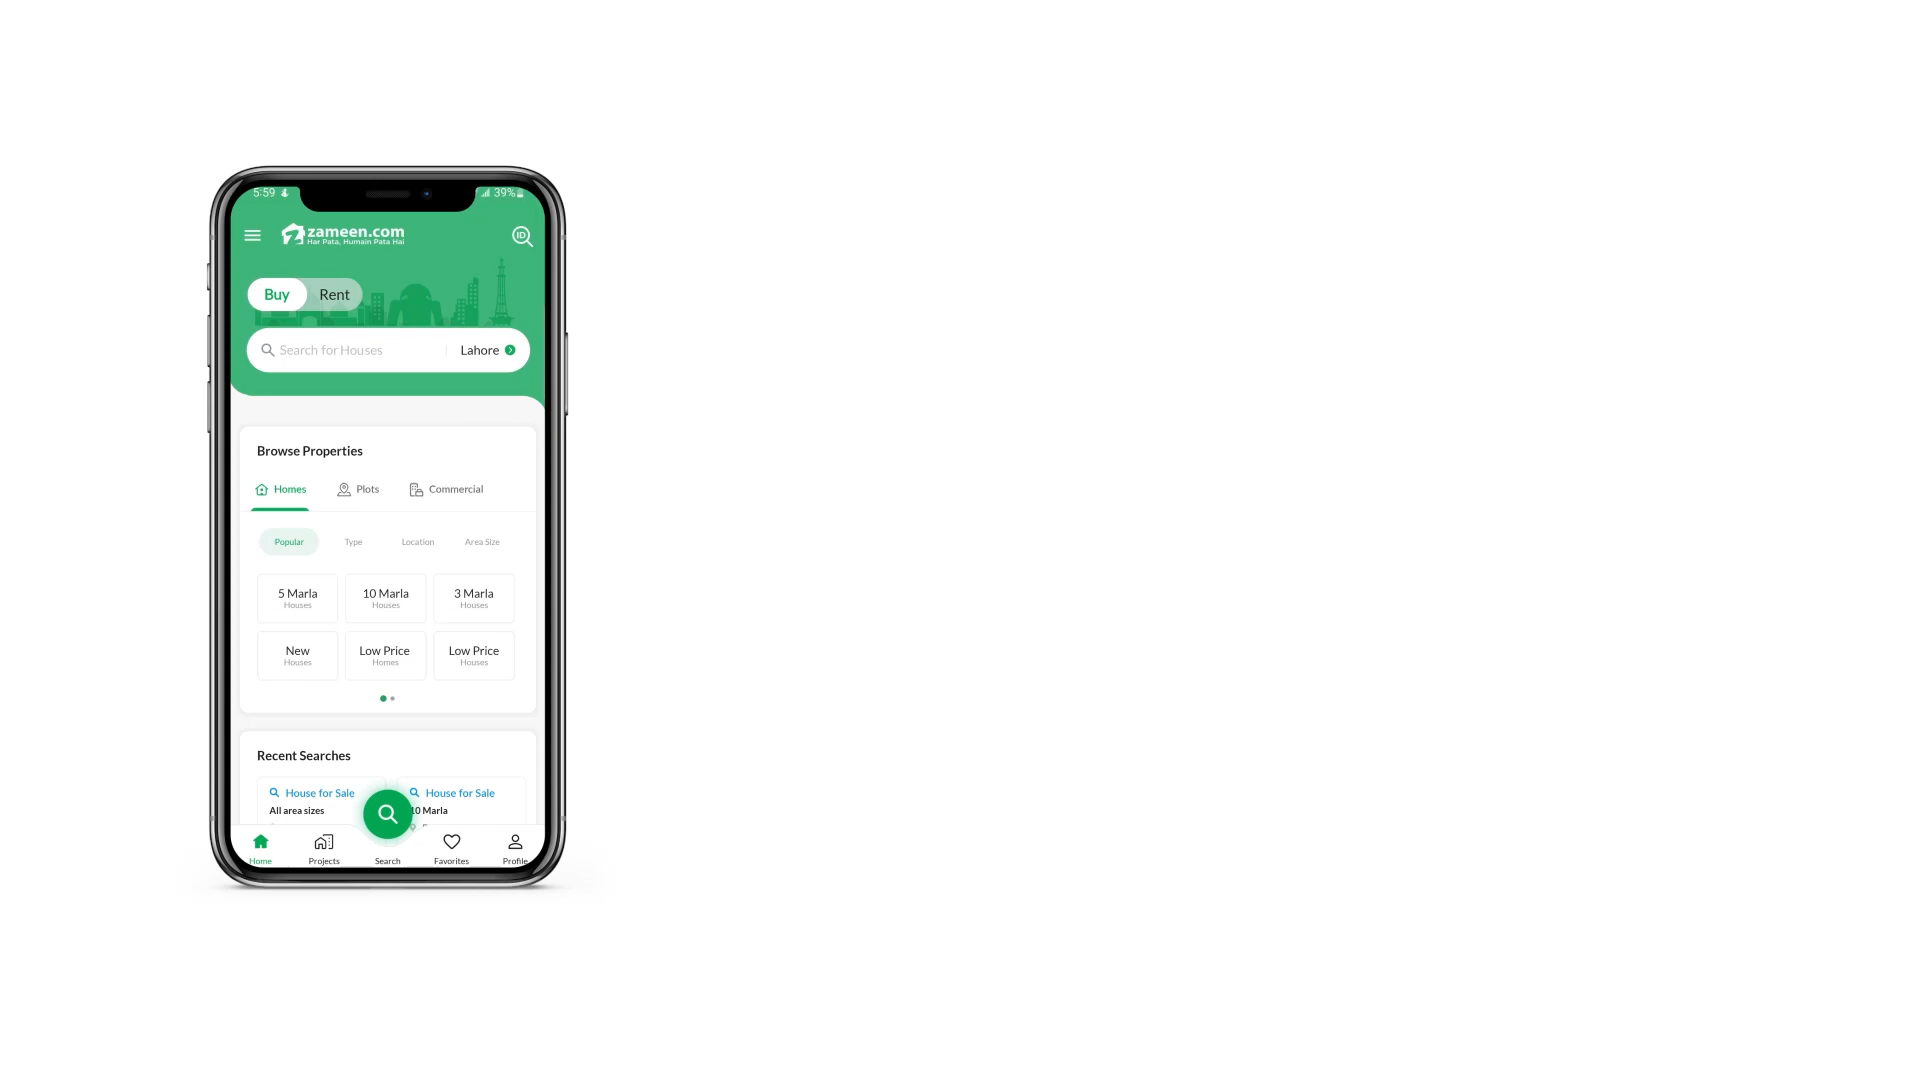 5:59
39%
zameen.com
Har Pata, Humain Pata Hai
ID
Buy Rent
Search for Houses Lahore
Browse Properties
Homes Plots Commercial
Popular Type Location Area Size
5 Marla 10 Marla 3 Marla
Houses Houses Houses
New Low Price Low Price
Houses Homes Houses
Recent Searches
House for Sale House for Sale
All area sizes 10 Marla
Home Projects Search Favorites Profile